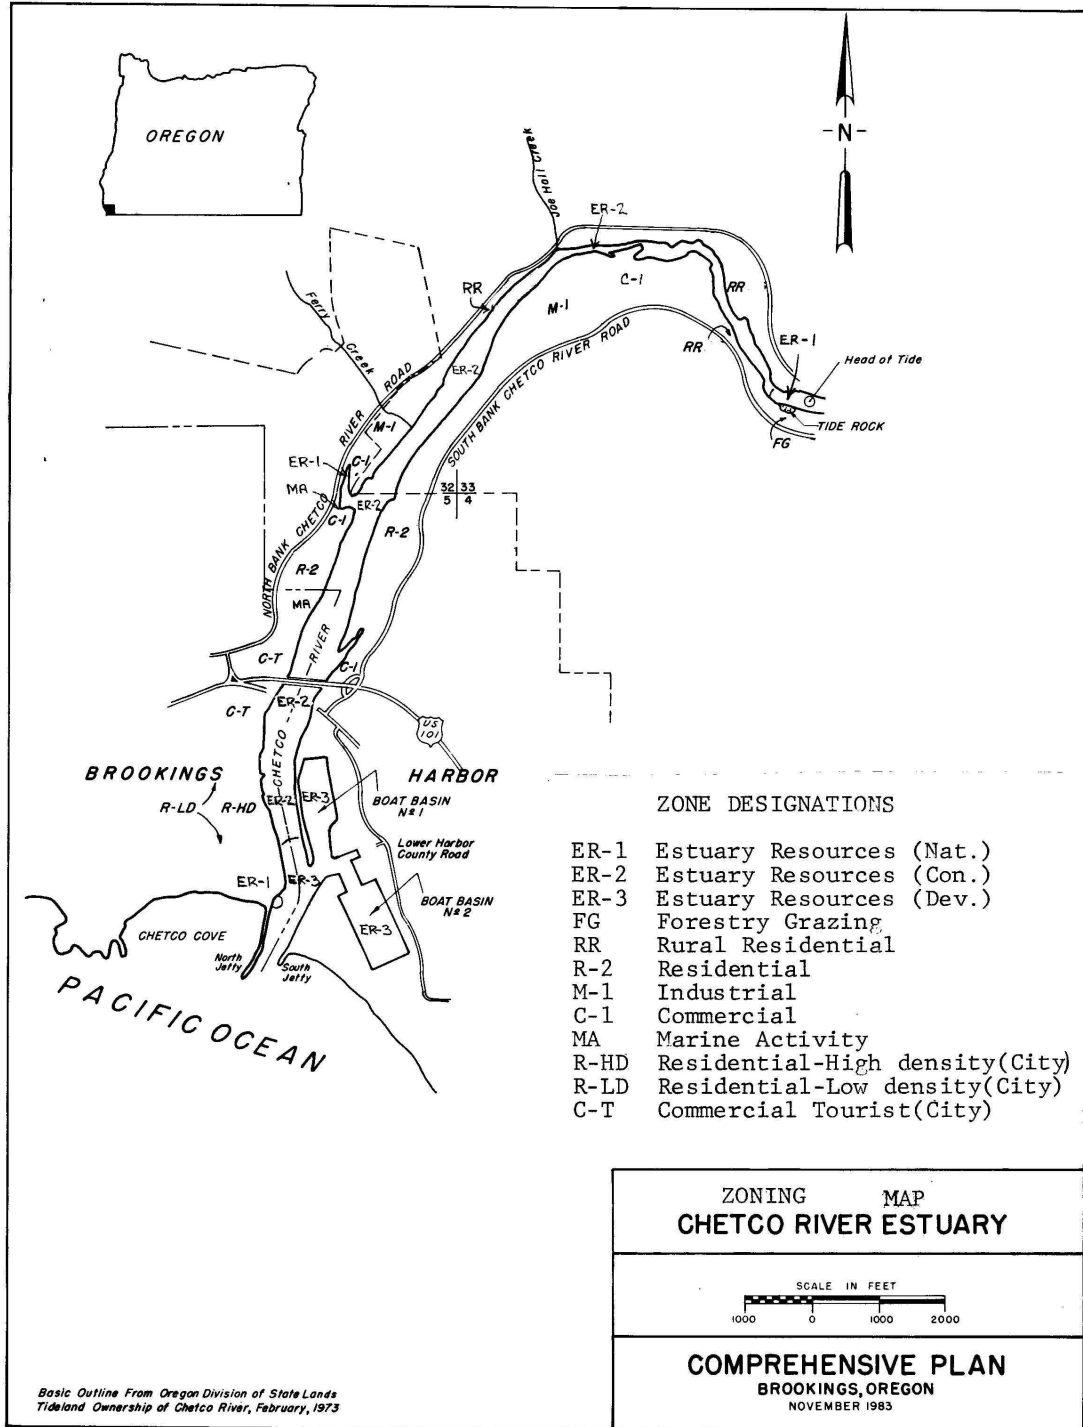 OREGON
-N-
Joe Hall Creek
ER-2
RR
Ferry
Creek
C-1
M-1
RR
RR
ER-1
Head of Tide
TIDE ROCK
FG
ER-2
NORTH BANK CHETCO RIVER ROAD
SOUTH BANK CHETCO RIVER ROAD
M-1
ER-1
C-1
MA
C-1
ER-2
32 33
5 4
R-2
R-2
MA
CHETCO RIVER
C-T
C-1
ER-2
C-T
US
101
BROOKINGS
HARBOR
R-LD
R-HD
ER-2
ER-3
BOAT BASIN
Nº 1
Lower Harbor
County Road
ER-1
ER-3
BOAT BASIN
Nº 2
ER-3
CHETCO COVE
North
Jetty
South
Jetty
PACIFIC OCEAN
ZONE DESIGNATIONS
ER-1 Estuary Resources (Nat.)
ER-2 Estuary Resources (Con.)
ER-3 Estuary Resources (Dev.)
FG Forestry Grazing
RR Rural Residential
R-2 Residential
M-1 Industrial
C-1 Commercial
MA Marine Activity
R-HD Residential-High density(City)
R-LD Residential-Low density(City)
C-T Commercial Tourist(City)
ZONING MAP
CHETCO RIVER ESTUARY
SCALE IN FEET
1000 0 1000 2000
COMPREHENSIVE PLAN
BROOKINGS, OREGON
NOVEMBER 1983
Basic Outline From Oregon Division of State Lands
Tideland Ownership of Chetco River, February, 1973